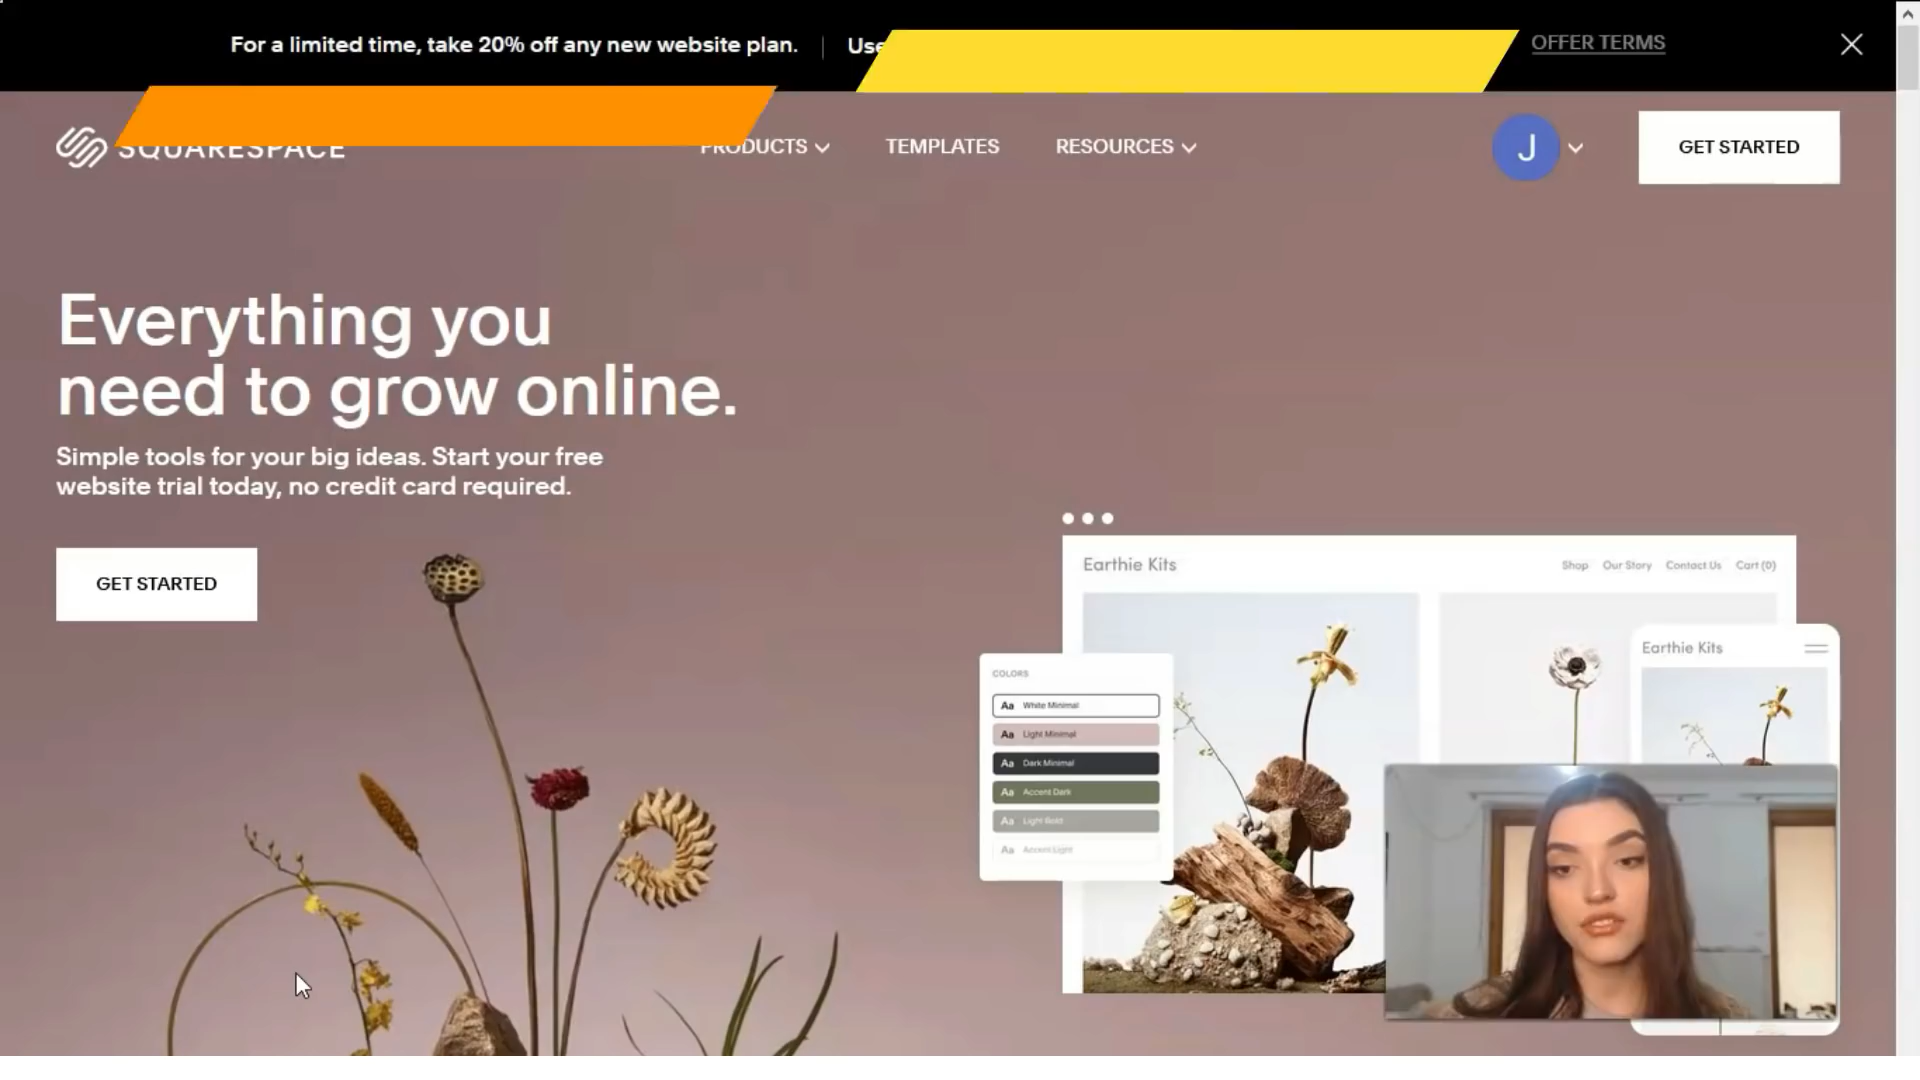 For a limited time, take 20% off any new website plan. | Use
OFFER TERMS
SQUARESPACE
PRODUCTS
TEMPLATES
RESOURCES
J
GET STARTED
Everything you
need to grow online.
Simple tools for your big ideas. Start your free
website trial today, no credit card required.
GET STARTED
Earthie Kits
Shop Our Story Contact Us Cart (0)
Earthie Kits
COLORS
Aa White Minimal
Aa Light Minimal
Aa Dark Minimal
Aa Accent Dark
Aa Light Bold
Aa Accent Light